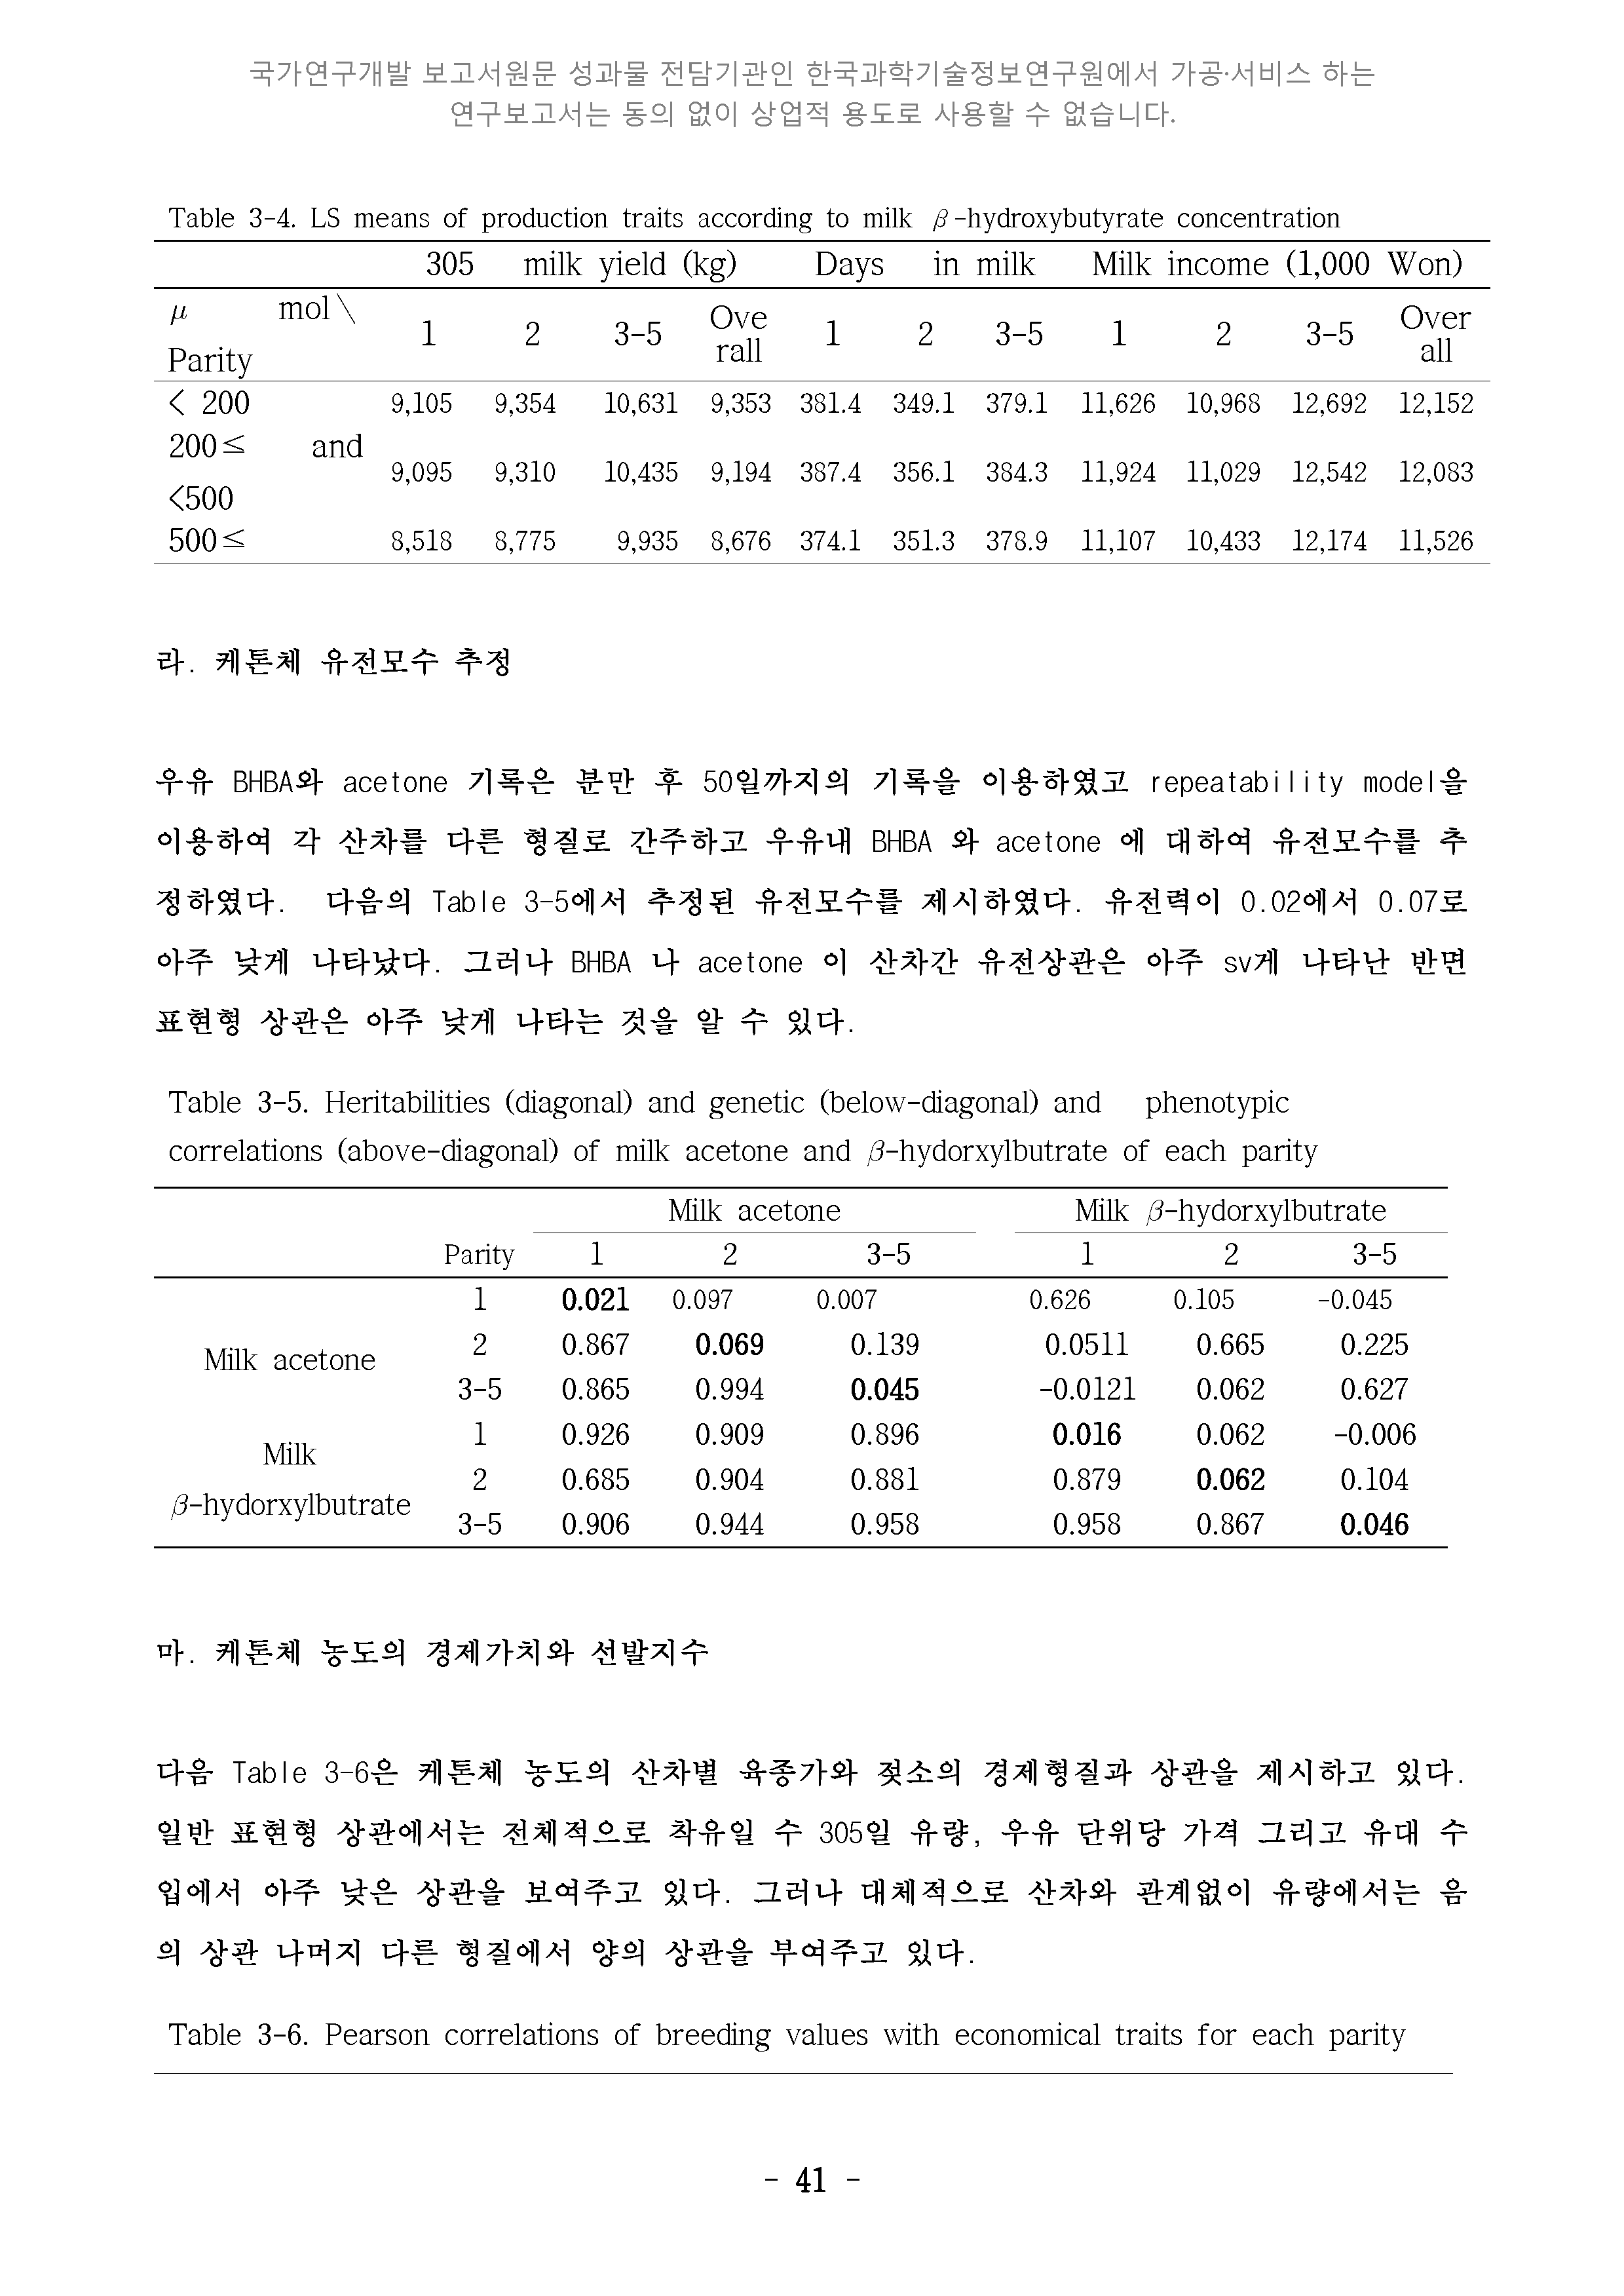 국가연구개발 보고서원문 성과물 전담기관인 한국과학기술정보연구원에서 가공·서비스 하는
연구보고서는 동의 없이 상업적 용도로 사용할 수 없습니다.
Table 3-4. LS means of production traits according to milk β-hydroxybutyrate concentration
305 milk yield (kg) Days in milk Milk income (1,000 Won)
μ mol\
Parity 1 2 3-5 Ove rall 1 2 3-5 1 2 3-5 Over all
< 200 9,105 9,354 10,631 9,353 381.4 349.1 379.1 11,626 10,968 12,692 12,152
200≤ and
<500 9,095 9,310 10,435 9,194 387.4 356.1 384.3 11,924 11,029 12,542 12,083
500≤ 8,518 8,775 9,935 8,676 374.1 351.3 378.9 11,107 10,433 12,174 11,526
라. 케톤체 유전모수 추정
우유 BHBA와 acetone 기록은 분만 후 50일까지의 기록을 이용하였고 repeatability model을
이용하여 각 산차를 다른 형질로 간주하고 우유내 BHBA 와 acetone 에 대하여 유전모수를 추
정하였다. 다음의 Table 3-5에서 추정된 유전모수를 제시하였다. 유전력이 0.02에서 0.07로
아주 낮게 나타났다. 그러나 BHBA 나 acetone 이 산차간 유전상관은 아주 sv게 나타난 반면
표현형 상관은 아주 낮게 나타는 것을 알 수 있다.
Table 3-5. Heritabilities (diagonal) and genetic (below-diagonal) and phenotypic
correlations (above-diagonal) of milk acetone and β-hydorxylbutrate of each parity
Milk acetone Milk β-hydorxylbutrate
Parity 1 2 3-5 1 2 3-5
1 0.021 0.097 0.007 0.626 0.105 -0.045
Milk acetone 2 0.867 0.069 0.139 0.0511 0.665 0.225
3-5 0.865 0.994 0.045 -0.0121 0.062 0.627
Milk 1 0.926 0.909 0.896 0.016 0.062 -0.006
β-hydorxylbutrate 2 0.685 0.904 0.881 0.879 0.062 0.104
3-5 0.906 0.944 0.958 0.958 0.867 0.046
마. 케톤체 농도의 경제가치와 선발지수
다음 Table 3-6은 케톤체 농도의 산차별 육종가와 젖소의 경제형질과 상관을 제시하고 있다.
일반 표현형 상관에서는 전체적으로 착유일 수 305일 유량, 우유 단위당 가격 그리고 유대 수
입에서 아주 낮은 상관을 보여주고 있다. 그러나 대체적으로 산차와 관계없이 유량에서는 음
의 상관 나머지 다른 형질에서 양의 상관을 부여주고 있다.
Table 3-6. Pearson correlations of breeding values with economical traits for each parity
- 41 -